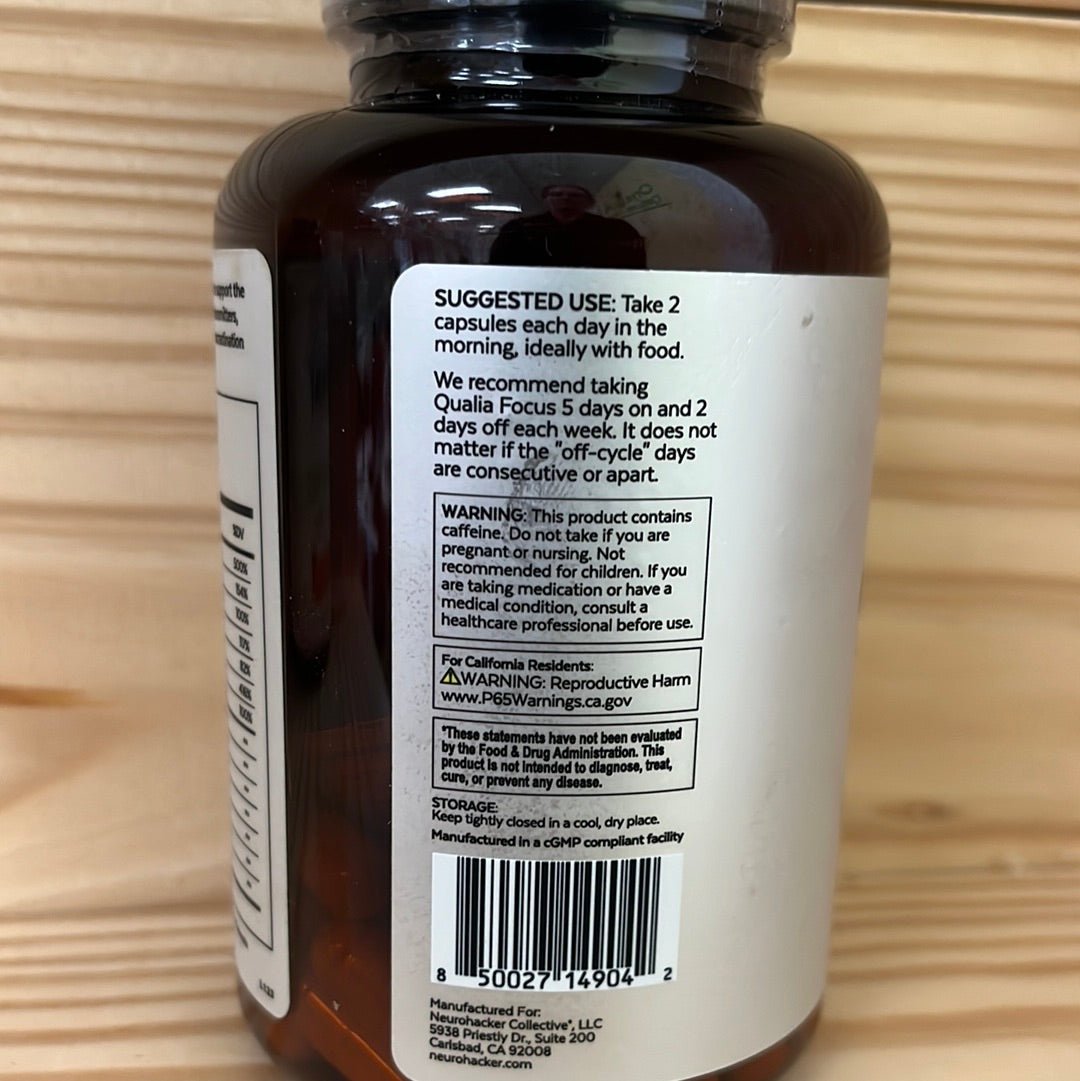 support the
SUGGESTED USE: Take 2
capsules each day in the
morning, ideally with food.
We recommend taking
Qualia Focus 5 days on and 2
days off each week. It does not
matter if the "off-cycle" days
are consecutive or apart.
WARNING: This product contains
caffeine. Do not take if you are
pregnant or nursing. Not
recommended for children. If you
are taking medication or have a
medical condition, consult a
healthcare professional before use.
For California Residents:
⚠WARNING: Reproductive Harm
www.P65Warnings.ca.gov
*These statements have not been evaluated
by the Food & Drug Administration. This
product is not intended to diagnose, treat,
cure, or prevent any disease.
STORAGE:
Keep tightly closed in a cool, dry place.
Manufactured in a cGMP compliant facility
8 50027 14904 2
Manufactured For:
Neurohacker Collective®, LLC
5938 Priestly Dr., Suite 200
Carlsbad, CA 92008
neurohacker.com